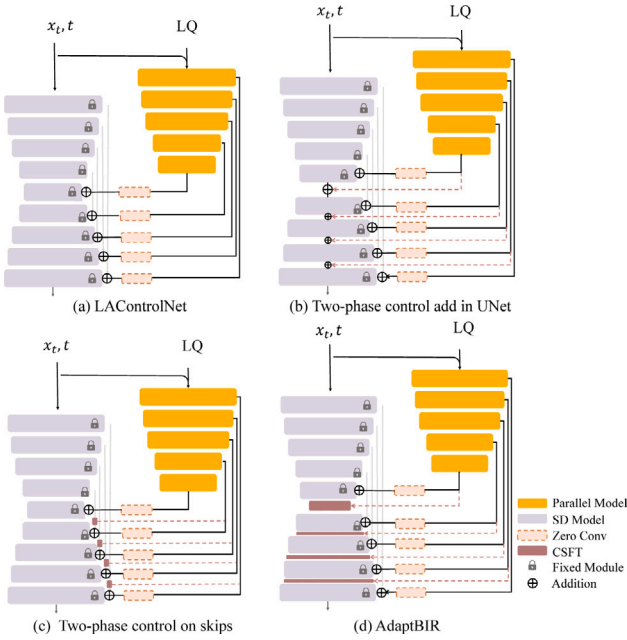 x_t, t
LQ
(a) LAControlNet
x_t, t
LQ
(b) Two-phase control add in UNet
x_t, t
LQ
(c) Two-phase control on skips
x_t, t
LQ
(d) AdaptBIR
Parallel Model
SD Model
Zero Conv
CSFT
Fixed Module
Addition